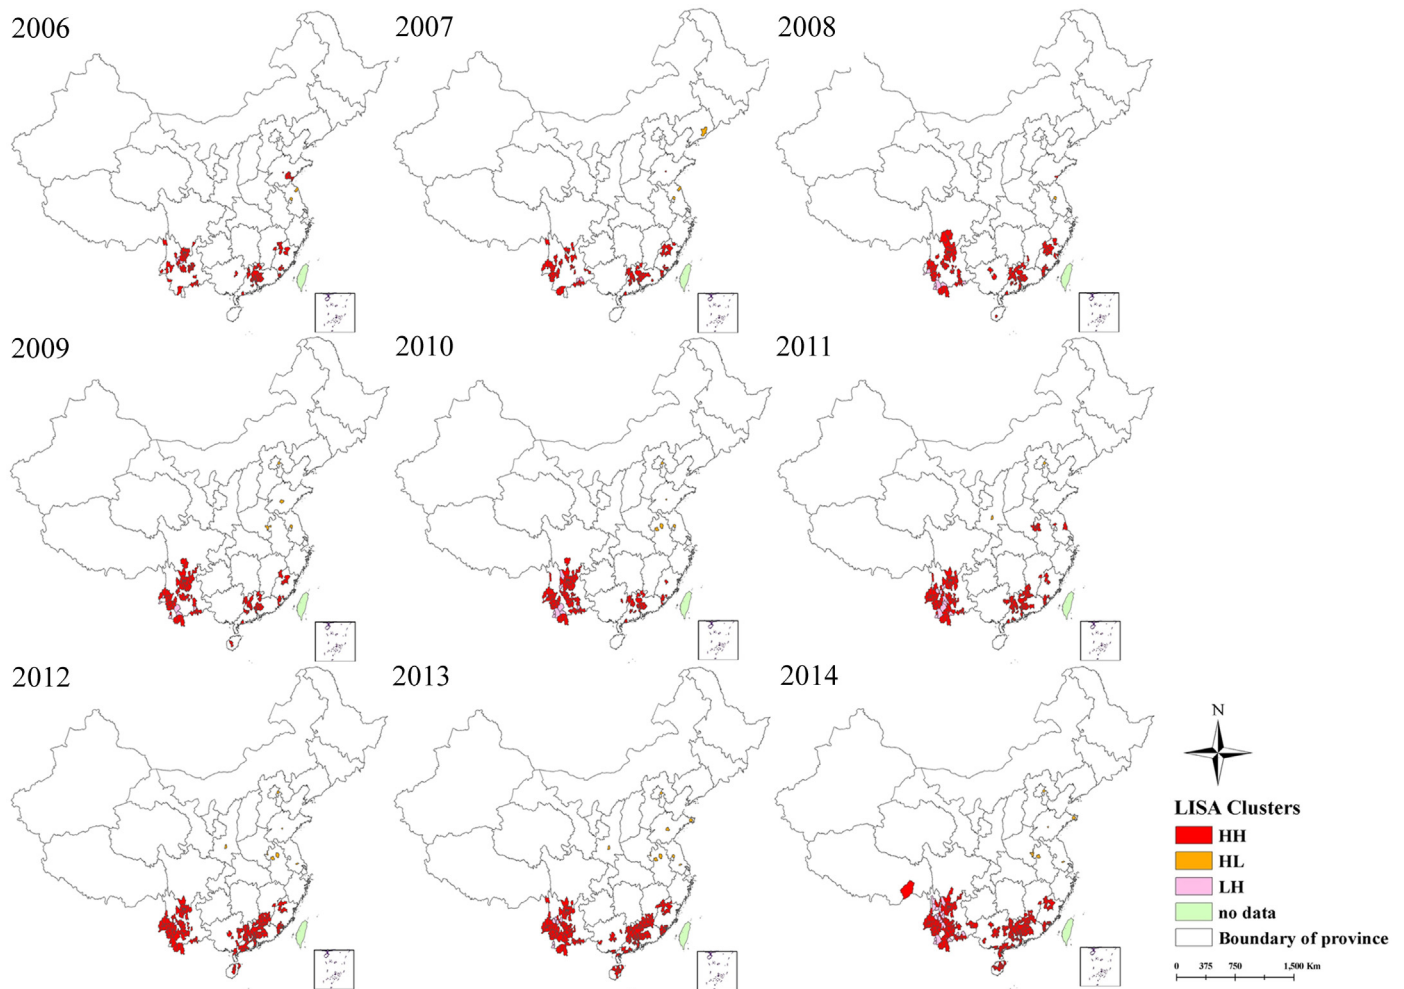 2006
2007
2008
2009
2010
2011
2012
2013
2014
N
LISA Clusters
HH
HL
LH
no data
Boundary of province
0 375 750 1,500 Km